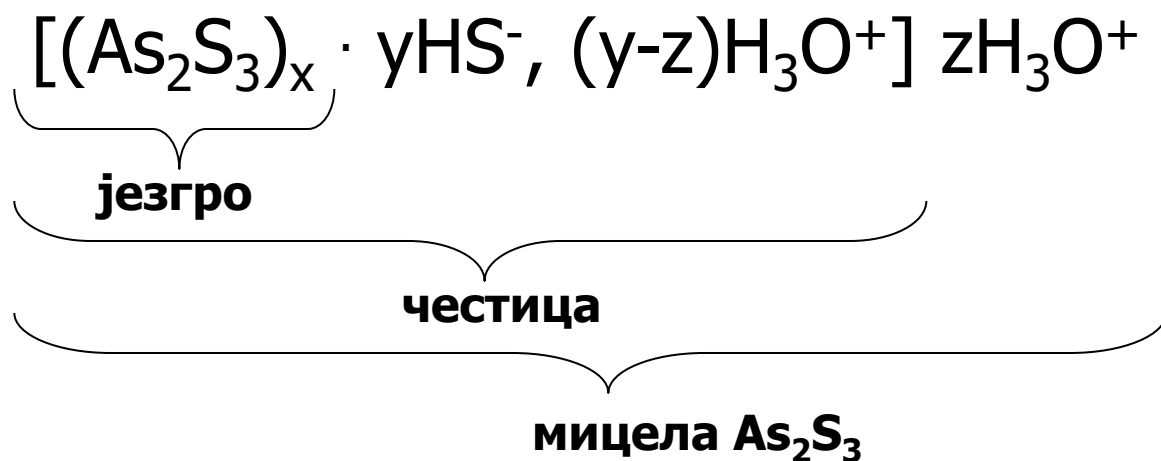 [(As₂S₃)ₓ · yHS⁻, (y-z)H₃O⁺] zH₃O⁺
језгро
честица
мицела As₂S₃